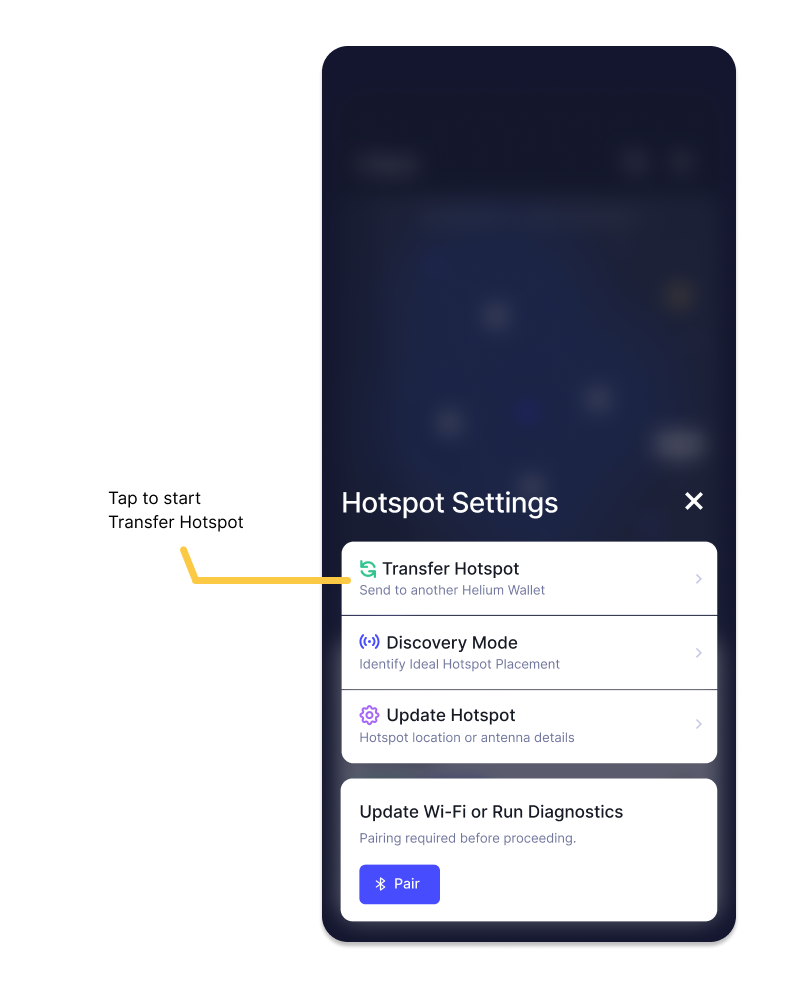 Tap to start
Transfer Hotspot
Hotspot Settings
Transfer Hotspot
Send to another Helium Wallet
Discovery Mode
Identify Ideal Hotspot Placement
Update Hotspot
Hotspot location or antenna details
Update Wi-Fi or Run Diagnostics
Pairing required before proceeding.
Pair